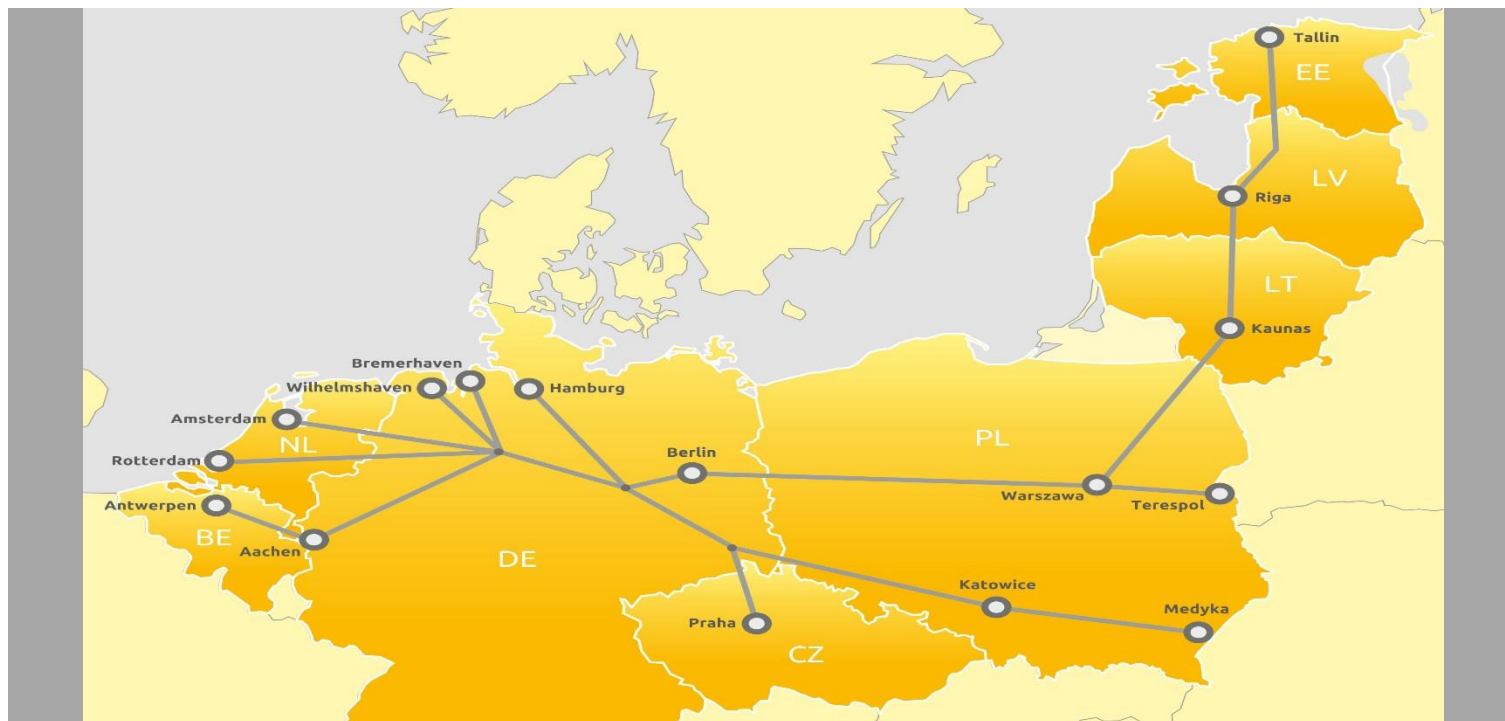 Tallin
EE
LV
Riga
LT
Kaunas
Bremerhaven
Wilhelmshaven
Hamburg
Amsterdam
NL
PL
Rotterdam
Berlin
Warszawa
Terespol
Antwerpen
BE
Aachen
DE
Katowice
Medyka
Praha
CZ